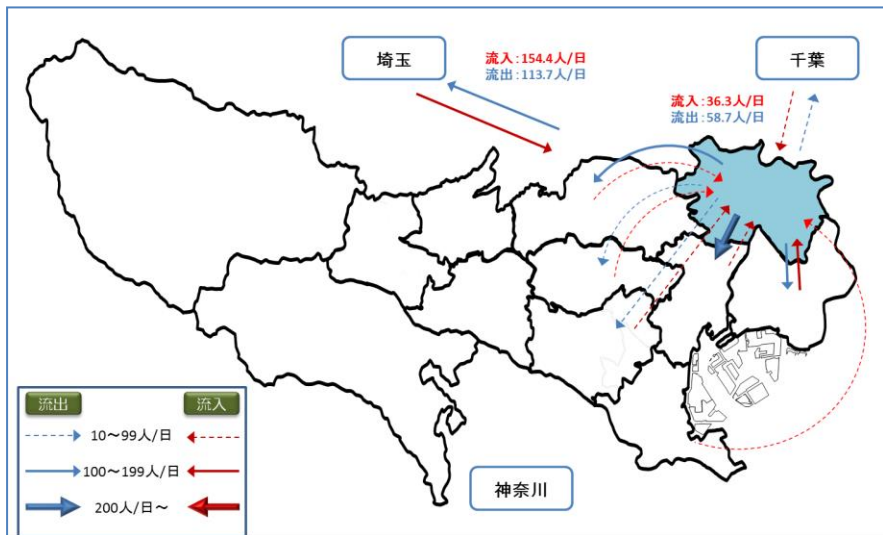 埼玉
流入：154.4人/日
流出：113.7人/日
千葉
流入：36.3人/日
流出：58.7人/日
流出
流入
10～99人/日
100～199人/日
200人/日～
神奈川